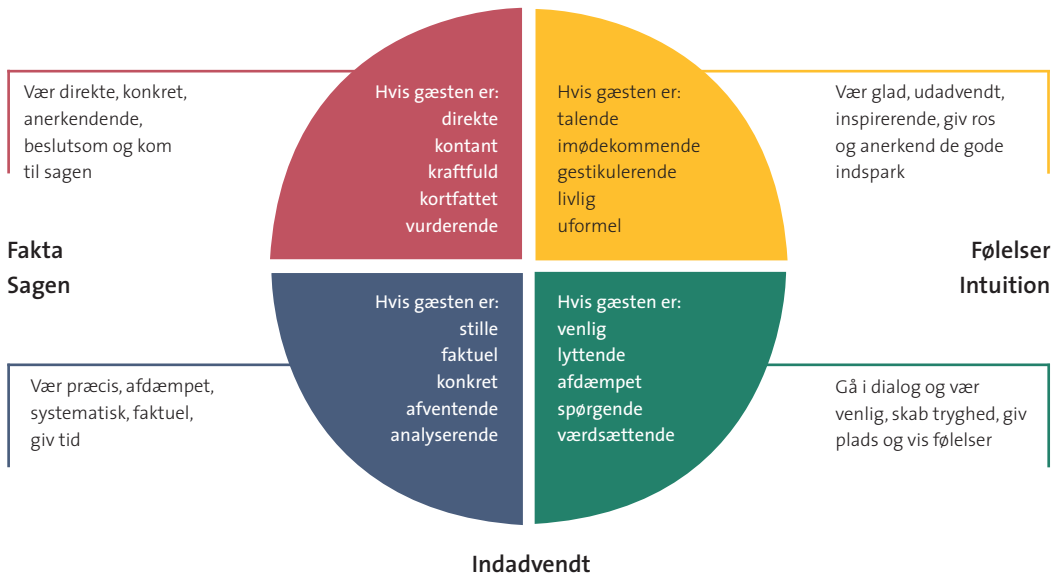 Vær direkte, konkret,
anerkendende,
beslutsom og kom
til sagen
Hvis gæsten er:
direkte
kontant
kraftfuld
kortfattet
vurderende
Hvis gæsten er:
talende
imødekommende
gestikulerende
livlig
uformel
Vær glad, udadvendt,
inspirerende, giv ros
og anerkend de gode
indspark
Fakta
Sagen
Følelser
Intuition
Vær præcis, afdæmpet,
systematisk, faktuel,
giv tid
Hvis gæsten er:
stille
faktuel
konkret
afventende
analyserende
Hvis gæsten er:
venlig
lyttende
afdæmpet
spørgende
værdsættende
Gå i dialog og vær
venlig, skab tryghed, giv
plads og vis følelser
Indadvendt